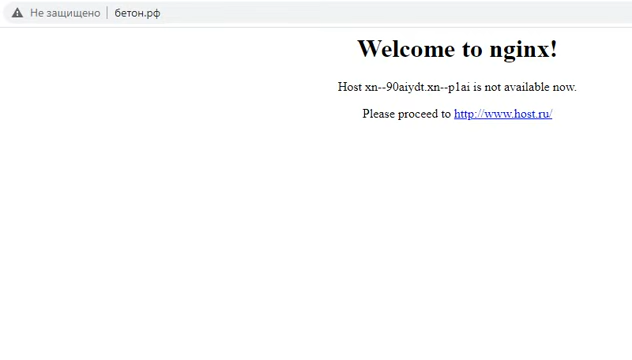 Не защищено | бетон.рф
Welcome to nginx!
Host xn--90aiydt.xn--p1ai is not available now.
Please proceed to http://www.host.ru/